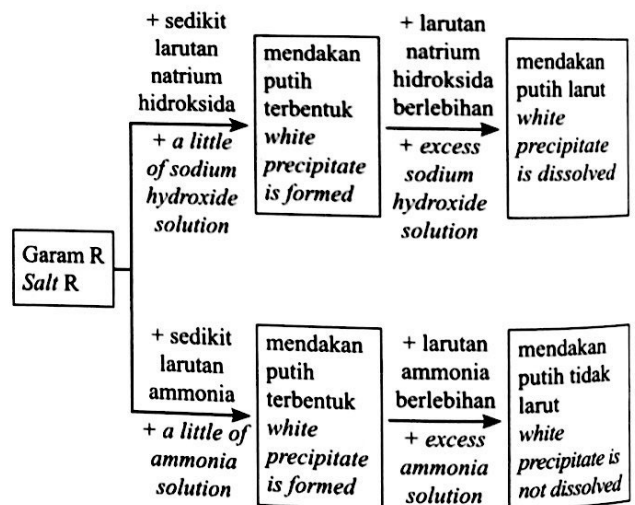 + sedikit
larutan
natrium
hidroksida
+ a little
of sodium
hydroxide
solution
mendakan
putih
terbentuk
white
precipitate
is formed
+ larutan
natrium
hidroksida
berlebihan
+ excess
sodium
hydroxide
solution
mendakan
putih larut
white
precipitate
is dissolved
Garam R
Salt R
+ sedikit
larutan
ammonia
+ a little of
ammonia
solution
mendakan
putih
terbentuk
white
precipitate
is formed
+ larutan
ammonia
berlebihan
+ excess
ammonia
solution
mendakan
putih tidak
larut
white
precipitate is
not dissolved